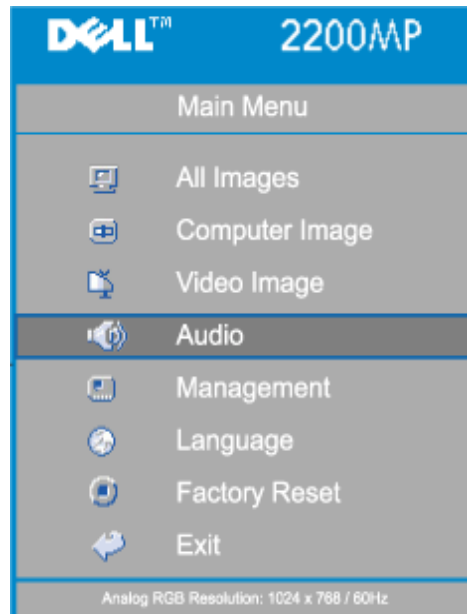 DELL™ 2200MP
Main Menu
All Images
Computer Image
Video Image
Audio
Management
Language
Factory Reset
Exit
Analog RGB Resolution: 1024 x 768 / 60Hz